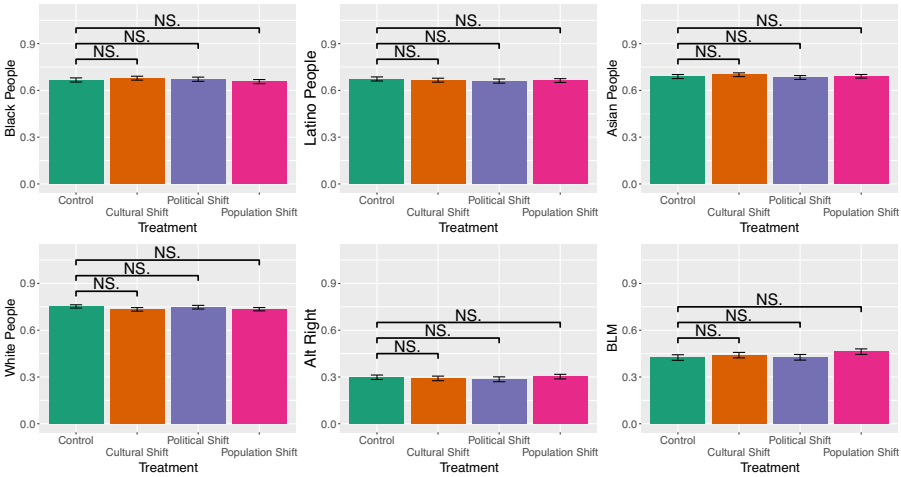 Black People
NS.
NS.
NS.
0.9
0.6
0.3
0.0
Control
Cultural Shift
Political Shift
Population Shift
Treatment
Latino People
NS.
NS.
NS.
0.9
0.6
0.3
0.0
Control
Cultural Shift
Political Shift
Population Shift
Treatment
Asian People
NS.
NS.
NS.
0.9
0.6
0.3
0.0
Control
Cultural Shift
Political Shift
Population Shift
Treatment
White People
NS.
NS.
NS.
0.9
0.6
0.3
0.0
Control
Cultural Shift
Political Shift
Population Shift
Treatment
Alt Right
NS.
NS.
NS.
0.9
0.6
0.3
0.0
Control
Cultural Shift
Political Shift
Population Shift
Treatment
BLM
NS.
NS.
NS.
0.9
0.6
0.3
0.0
Control
Cultural Shift
Political Shift
Population Shift
Treatment